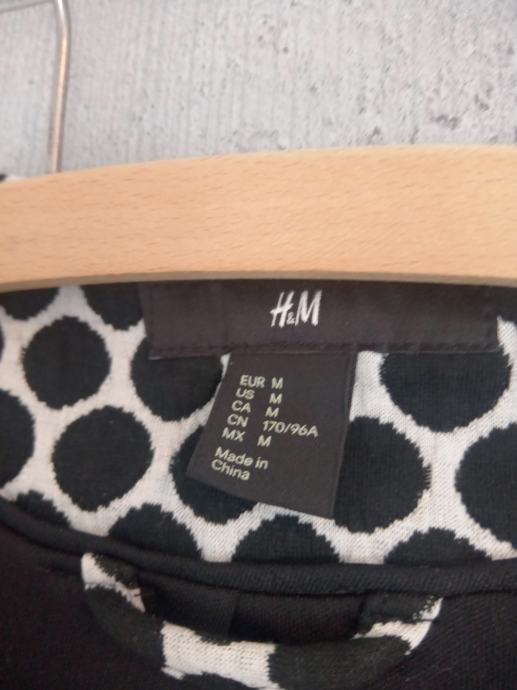 H&M
EUR M
US M
CA M
CN 170/96A
MX M
Made in
China